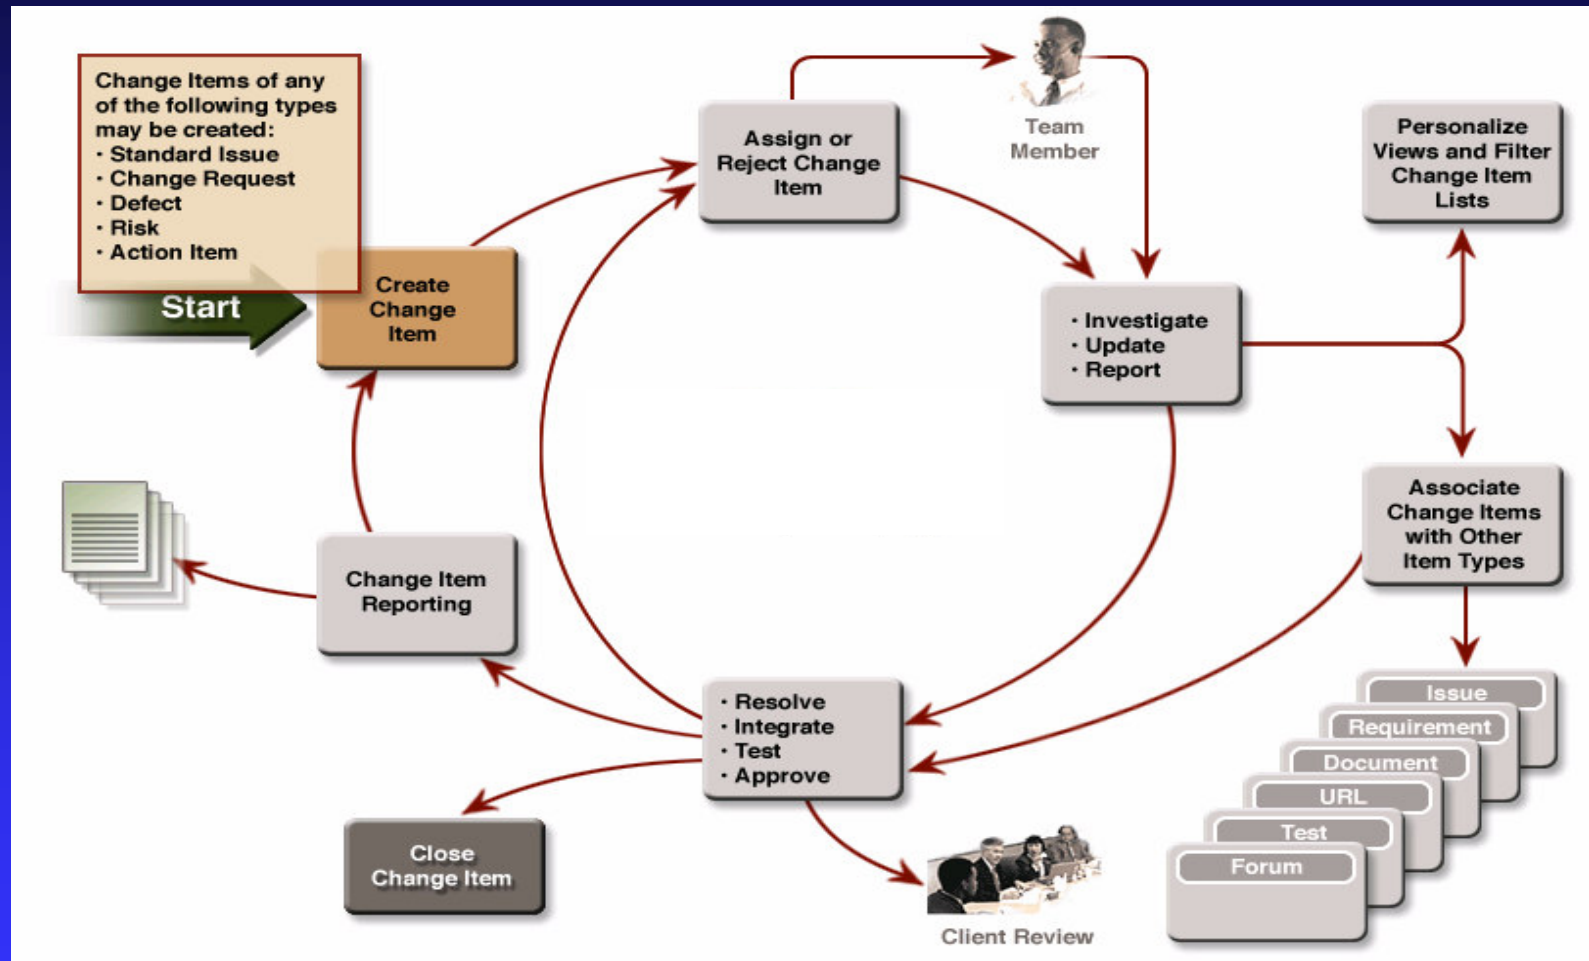 Change Items of any
of the following types
may be created:
· Standard Issue
· Change Request
· Defect
· Risk
· Action Item
Start
Create
Change
Item
Assign or
Reject Change
Item
Team
Member
· Investigate
· Update
· Report
Personalize
Views and Filter
Change Item
Lists
Associate
Change Items
with Other
Item Types
Issue
Requirement
Document
URL
Test
Forum
· Resolve
· Integrate
· Test
· Approve
Client Review
Change Item
Reporting
Close
Change Item